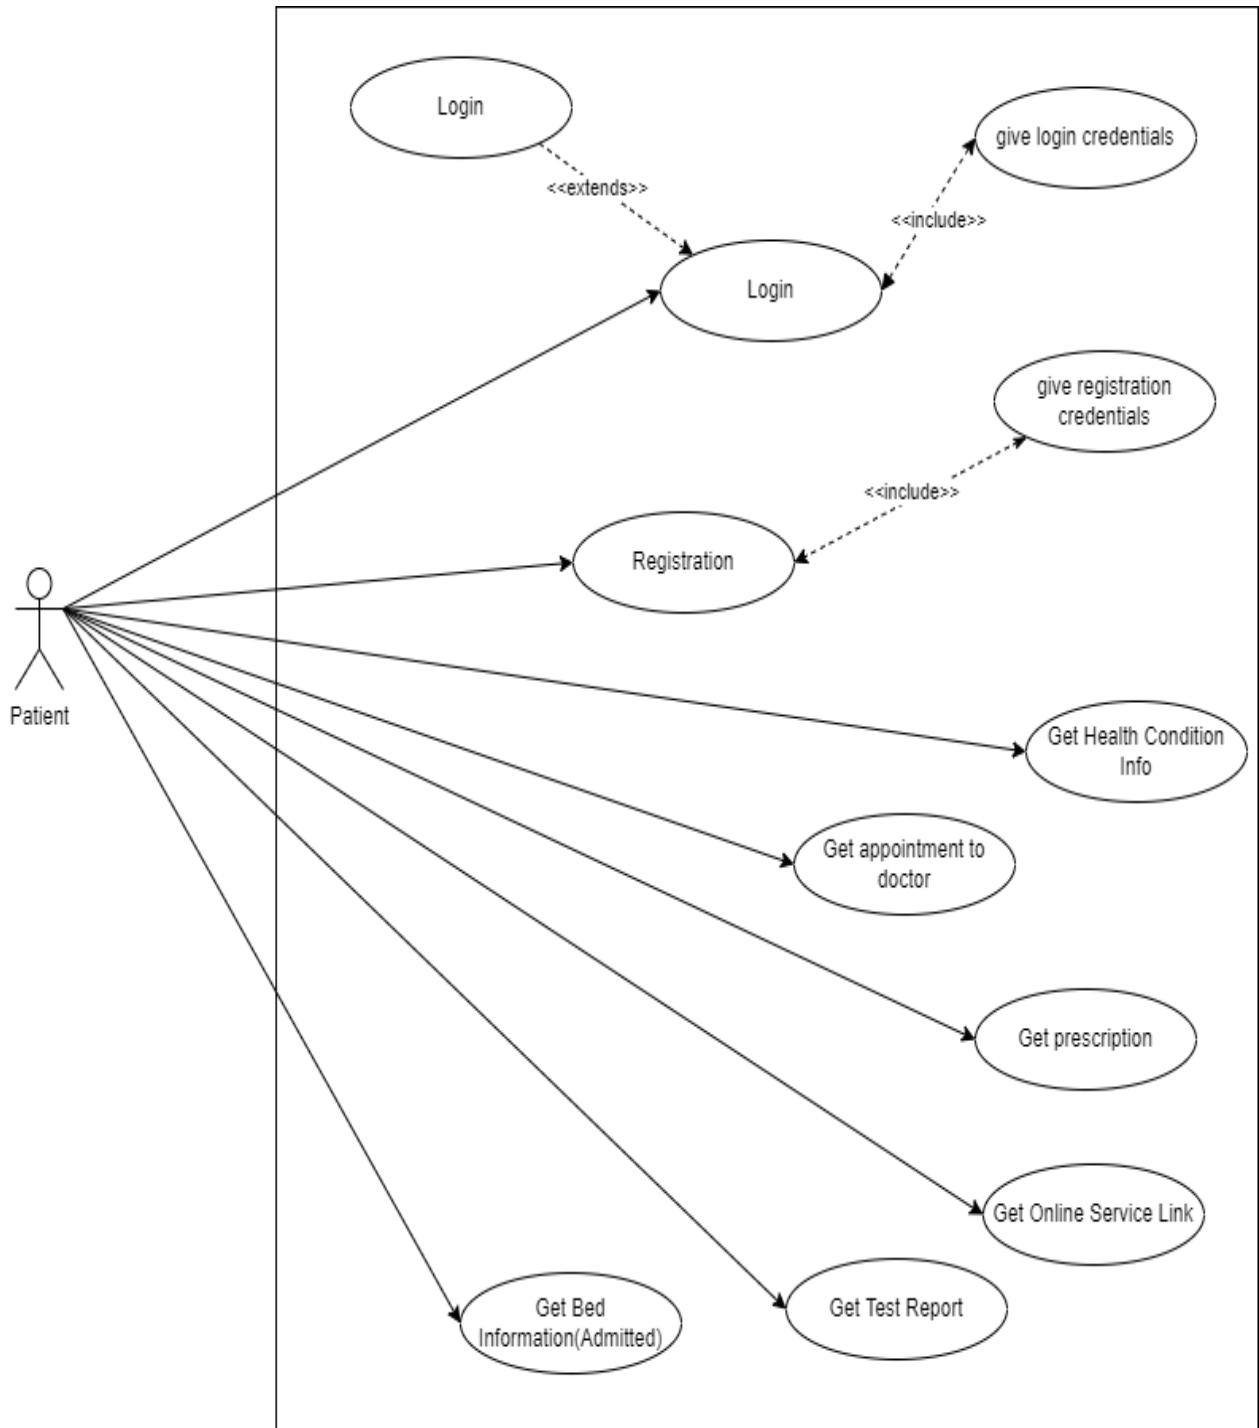 Login
give login credentials
<<extends>>
<<include>>
Login
give registration
credentials
<<include>>
Registration
Patient
Get Health Condition
Info
Get appointment to
doctor
Get prescription
Get Online Service Link
Get Bed
Information(Admitted)
Get Test Report